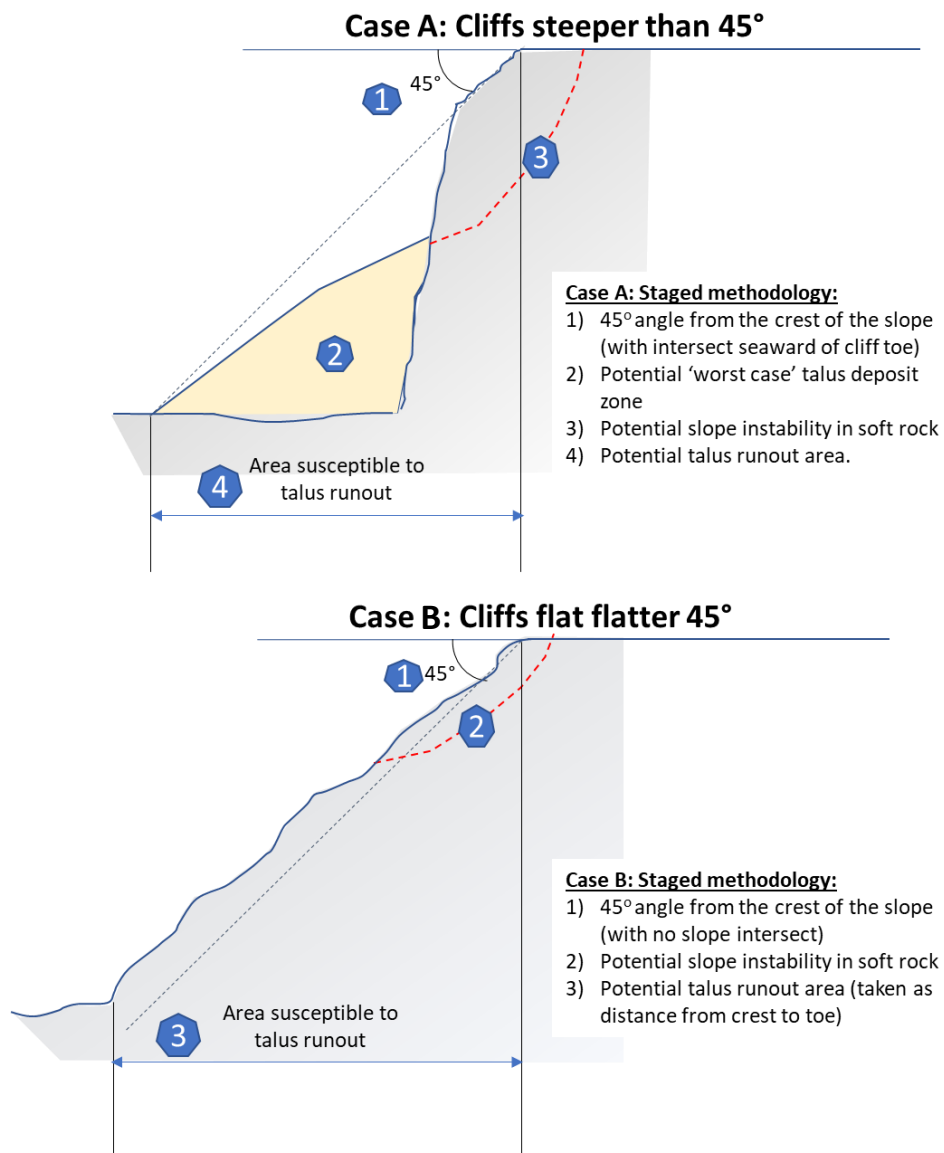 Case A: Cliffs steeper than 45°
45°
1
3
2
Case A: Staged methodology:
1) 45° angle from the crest of the slope
(with intersect seaward of cliff toe)
2) Potential ‘worst case’ talus deposit
zone
3) Potential slope instability in soft rock
4) Potential talus runout area.
4
Area susceptible to
talus runout
Case B: Cliffs flat flatter 45°
1
45°
2
Case B: Staged methodology:
1) 45° angle from the crest of the slope
(with no slope intersect)
2) Potential slope instability in soft rock
3) Potential talus runout area (taken as
distance from crest to toe)
3
Area susceptible to
talus runout